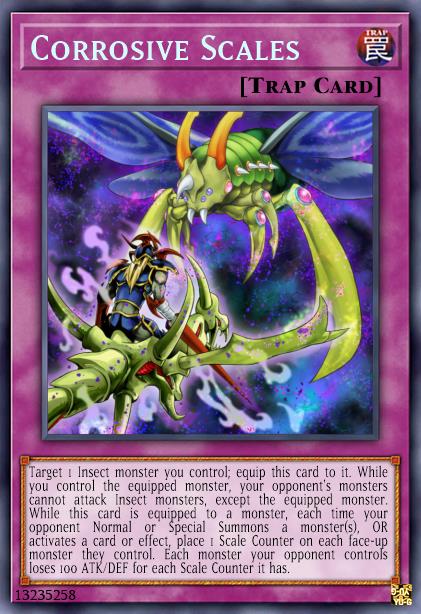 Corrosive Scales
TRAP
罠
[Trap Card]
Target 1 Insect monster you control; equip this card to it. While
you control the equipped monster, your opponent's monsters
cannot attack Insect monsters, except the equipped monster.
While this card is equipped to a monster, each time your
opponent Normal or Special Summons a monster(s), OR
activates a card or effect, place 1 Scale Counter on each face-up
monster they control. Each monster your opponent controls
loses 100 ATK/DEF for each Scale Counter it has.
13235258